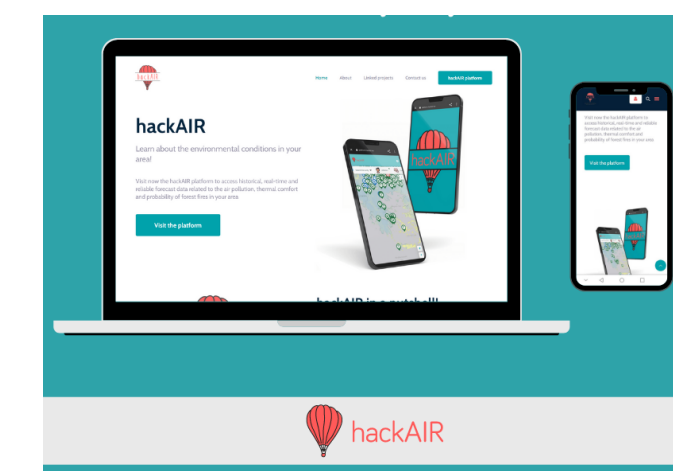 hackAIR
Home About Linked projects Contact us hackAIR platform
hackAIR
Learn about the environmental conditions in your
area!
Visit now the hackAIR platform to access historical, real-time and
reliable forecast data related to the air pollution, thermal comfort
and probability of forest fires in your area
Visit the platform
hackAIR
hackAIR in a nutshell!
Visit now the hackAIR platform to
access historical, real-time and reliable
forecast data related to the air
pollution, thermal comfort and
probability of forest fires in your area
Visit the platform
hackAIR